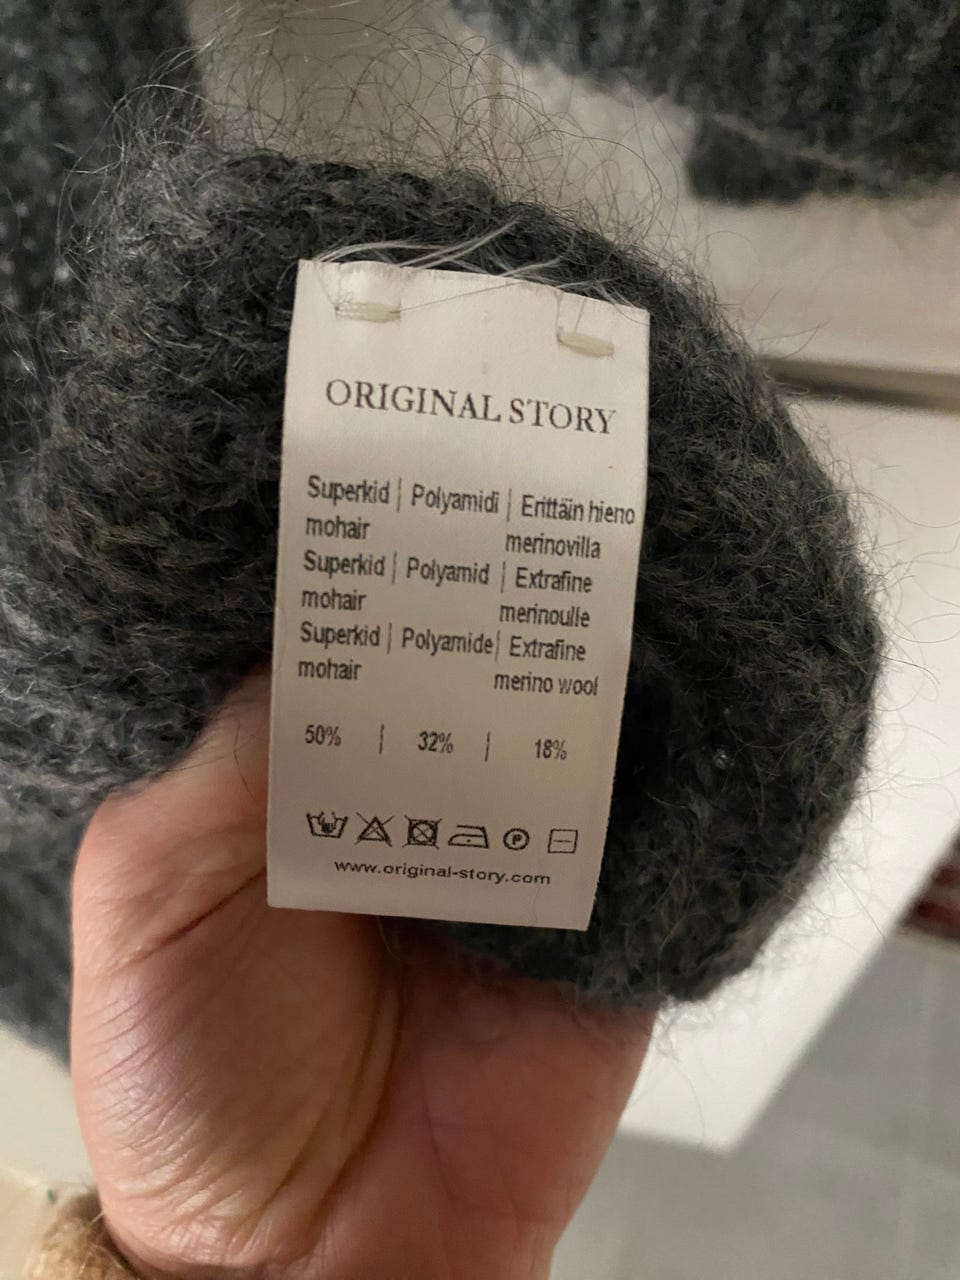 ORIGINAL STORY
Superkid | Polyamidi | Erittäin hieno
mohair merinovilla
Superkid | Polyamid | Extrafine
mohair merinoulle
Superkid | Polyamide | Extrafine
mohair merino wool
50% | 32% | 18%
P
www.original-story.com